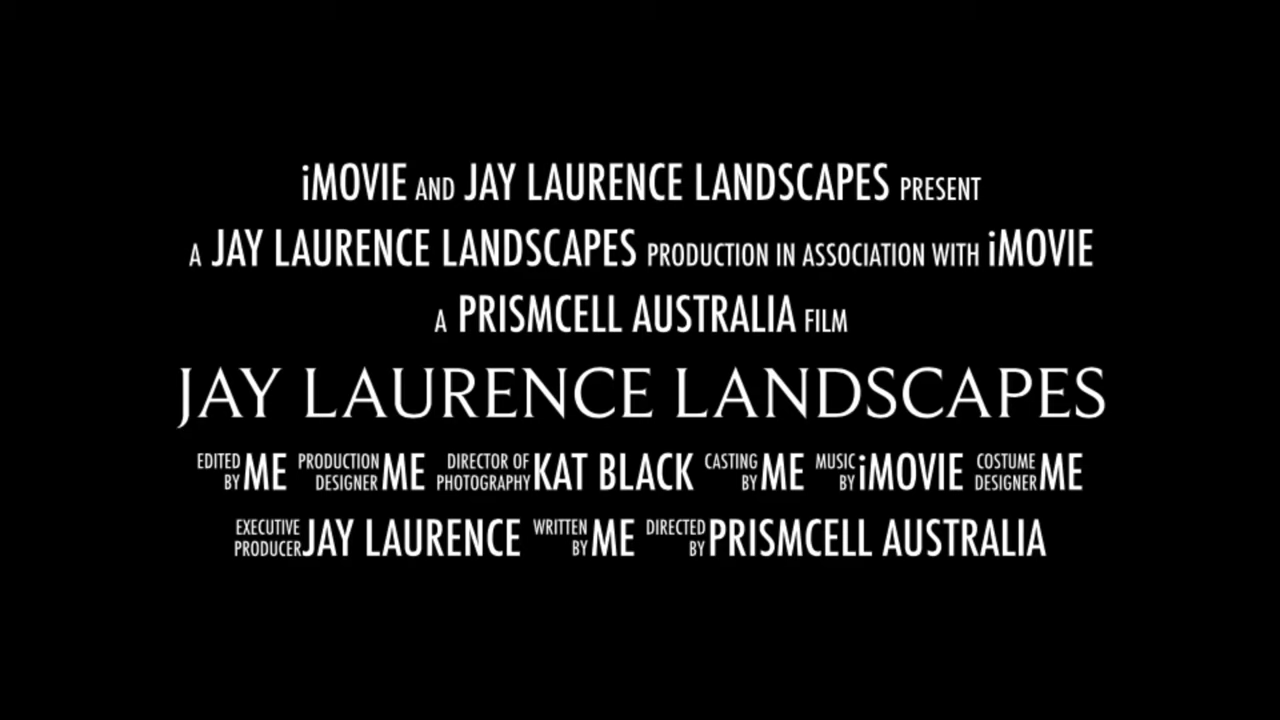 iMOVIE AND JAY LAURENCE LANDSCAPES PRESENT
A JAY LAURENCE LANDSCAPES PRODUCTION IN ASSOCIATION WITH iMOVIE
A PRISMCELL AUSTRALIA FILM
JAY LAURENCE LANDSCAPES
EDITED BY ME PRODUCTION DESIGNER ME DIRECTOR OF PHOTOGRAPHY KAT BLACK CASTING BY ME MUSIC BY iMOVIE COSTUME DESIGNER ME
EXECUTIVE PRODUCER JAY LAURENCE WRITTEN BY ME DIRECTED BY PRISMCELL AUSTRALIA